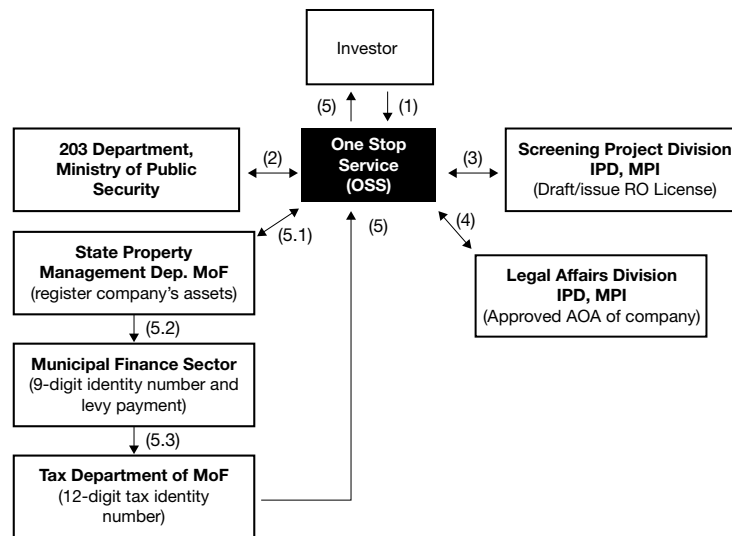 Investor
(5)
(1)
203 Department,
Ministry of Public
Security
(2)
One Stop
Service
(OSS)
(3)
Screening Project Division
IPD, MPI
(Draft/issue RO License)
(5.1)
(5)
(4)
State Property
Management Dep. MoF
(register company’s assets)
Legal Affairs Division
IPD, MPI
(Approved AOA of company)
(5.2)
Municipal Finance Sector
(9-digit identity number and
levy payment)
(5.3)
Tax Department of MoF
(12-digit tax identity
number)